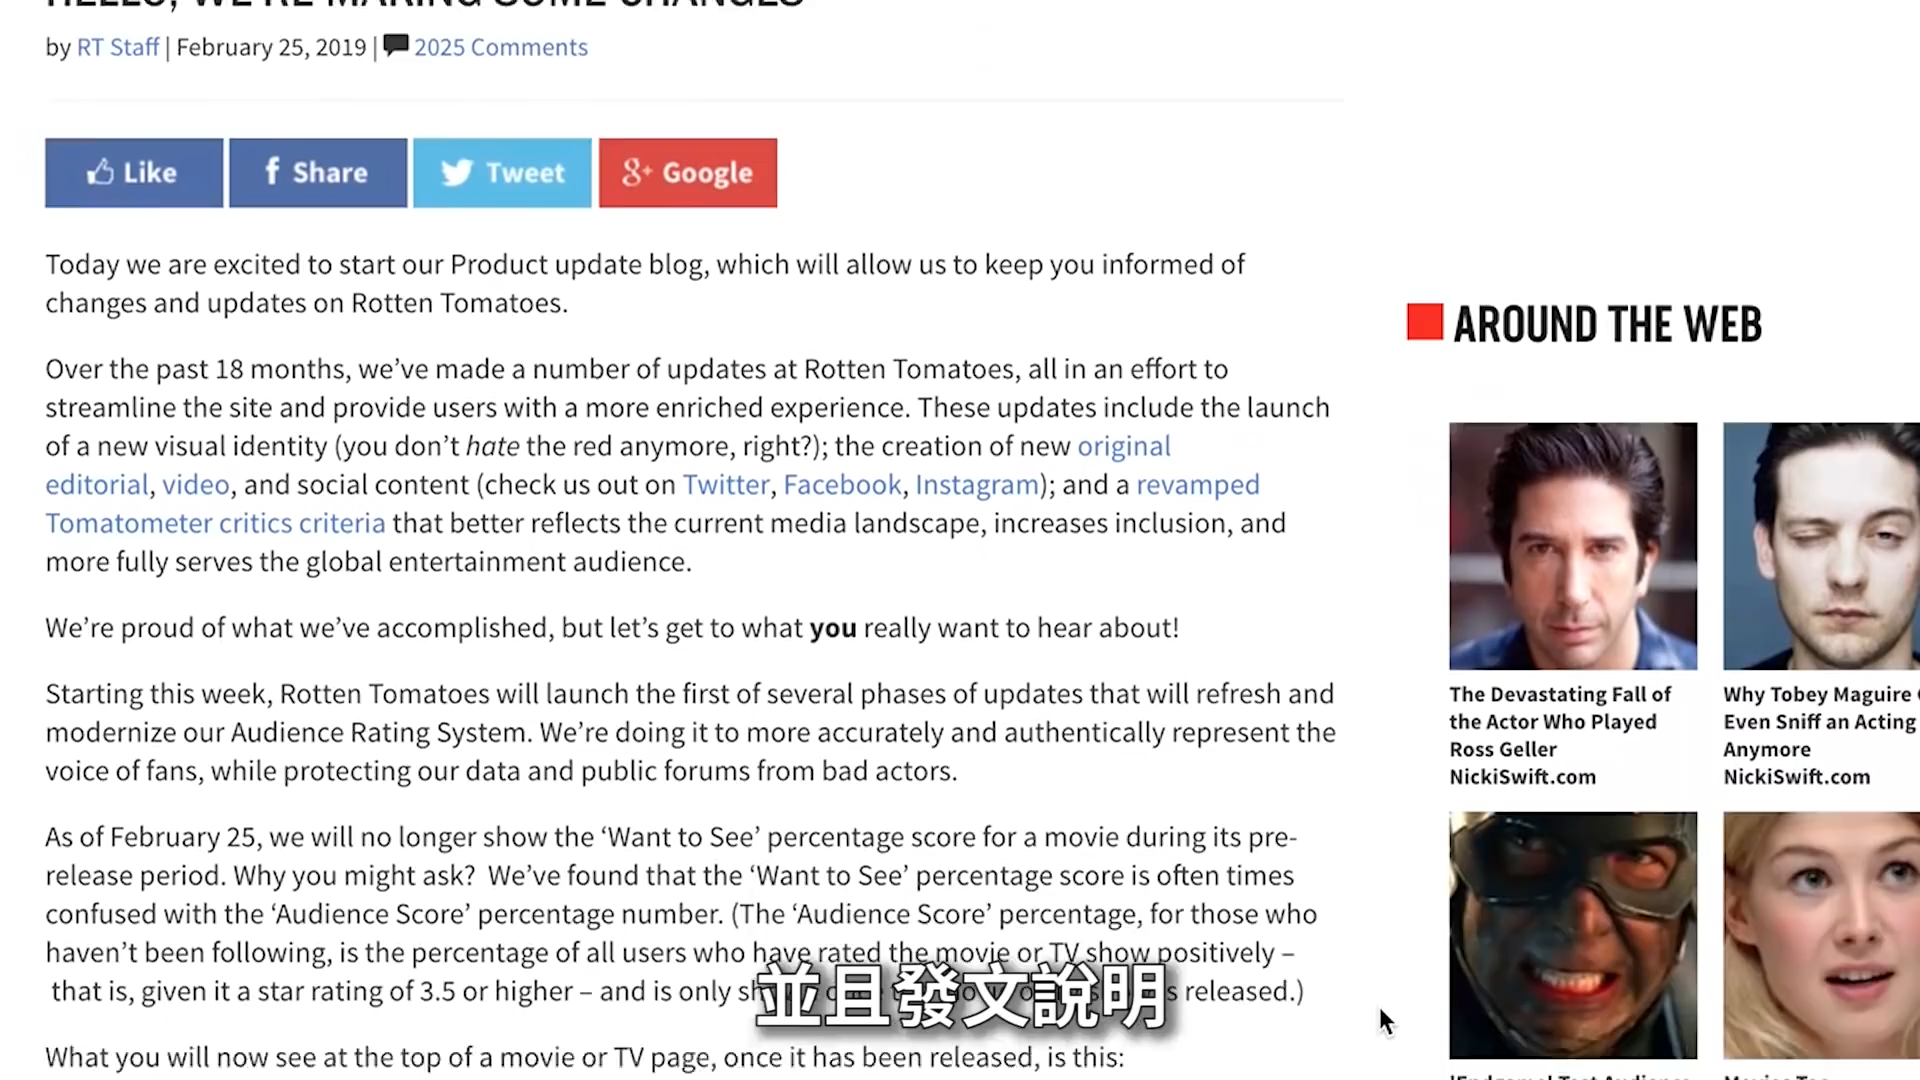 HELLO, WE'RE MAKING SOME CHANGES
by RT Staff | February 25, 2019 | 2025 Comments
Like
Share
Tweet
Google
Today we are excited to start our Product update blog, which will allow us to keep you informed of
changes and updates on Rotten Tomatoes.
Over the past 18 months, we’ve made a number of updates at Rotten Tomatoes, all in an effort to
streamline the site and provide users with a more enriched experience. These updates include the launch
of a new visual identity (you don’t hate the red anymore, right?); the creation of new original
editorial, video, and social content (check us out on Twitter, Facebook, Instagram); and a revamped
Tomatometer critics criteria that better reflects the current media landscape, increases inclusion, and
more fully serves the global entertainment audience.
We’re proud of what we’ve accomplished, but let’s get to what you really want to hear about!
Starting this week, Rotten Tomatoes will launch the first of several phases of updates that will refresh and
modernize our Audience Rating System. We’re doing it to more accurately and authentically represent the
voice of fans, while protecting our data and public forums from bad actors.
As of February 25, we will no longer show the ‘Want to See’ percentage score for a movie during its pre-
release period. Why you might ask?  We’ve found that the ‘Want to See’ percentage score is often times
confused with the ‘Audience Score’ percentage number. (The ‘Audience Score’ percentage, for those who
haven’t been following, is the percentage of all users who have rated the movie or TV show positively –
that is, given it a star rating of 3.5 or higher – and is only released.)
並且發文說明
What you will now see at the top of a movie or TV page, once it has been released, is this:
AROUND THE WEB
The Devastating Fall of
the Actor Who Played
Ross Geller
NickiSwift.com
Why Tobey Maguire
Even Sniff an Acting
Anymore
NickiSwift.com